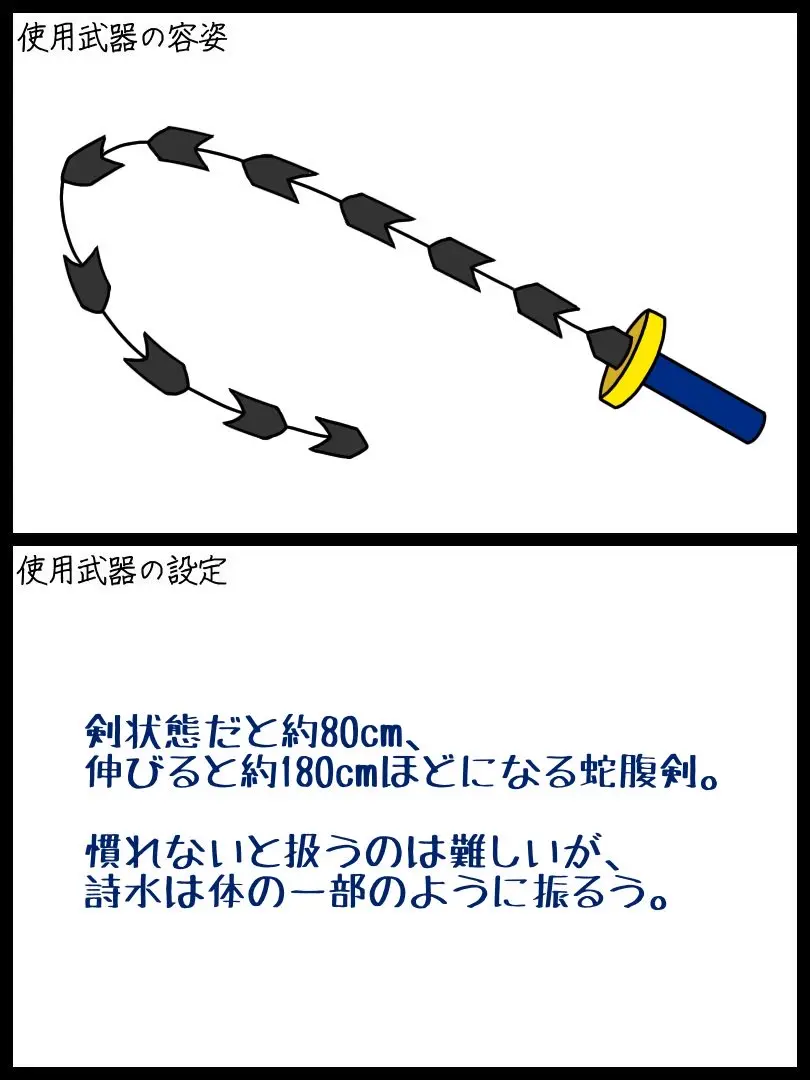 使用武器の容姿
使用武器の設定
剣状態だと約80cm、
伸びると約180cmほどになる蛇腹剣。
慣れないと扱うのは難しいが、
詩水は体の一部のように振るう。